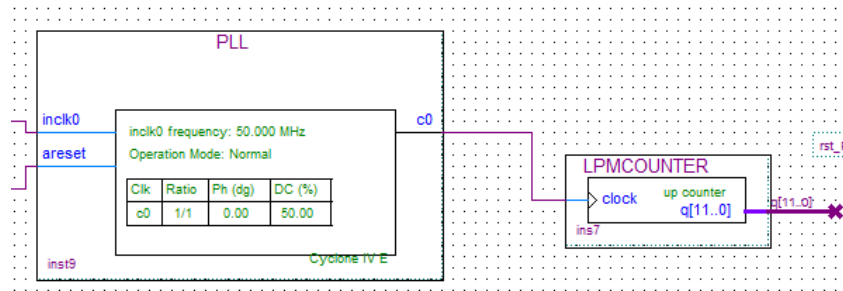 PLL
inclk0
areset
c0
inclk0 frequency: 50.000 MHz
Operation Mode: Normal
Clk Ratio Ph (dg) DC (%)
c0 1/1 0.00 50.00
Cyclone IV E
inst9
LPMCOUNTER
up counter
clock
q[11..0]
ins7
q[11..0]